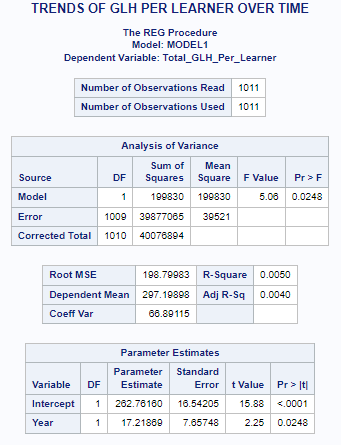 TRENDS OF GLH PER LEARNER OVER TIME
The REG Procedure
Model: MODEL1
Dependent Variable: Total_GLH_Per_Learner
Number of Observations Read 1011
Number of Observations Used 1011
Analysis of Variance
Source DF Sum of Squares Mean Square F Value Pr > F
Model 1 199830 199830 5.06 0.0248
Error 1009 39877065 39521
Corrected Total 1010 40076894
Root MSE 198.79983 R-Square 0.0050
Dependent Mean 297.19898 Adj R-Sq 0.0040
Coeff Var 66.89115
Parameter Estimates
Variable DF Parameter Estimate Standard Error t Value Pr > |t|
Intercept 1 262.76160 16.54205 15.88 <.0001
Year 1 17.21869 7.65748 2.25 0.0248